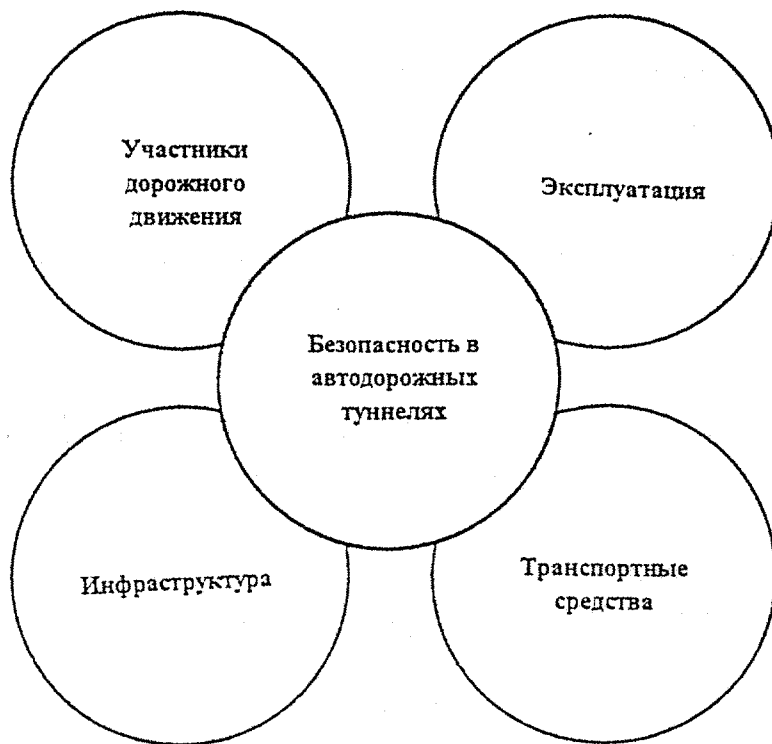 Участники
дорожного
движения
Эксплуатация
Безопасность в
автодорожных
туннелях
Инфраструктура
Транспортные
средства